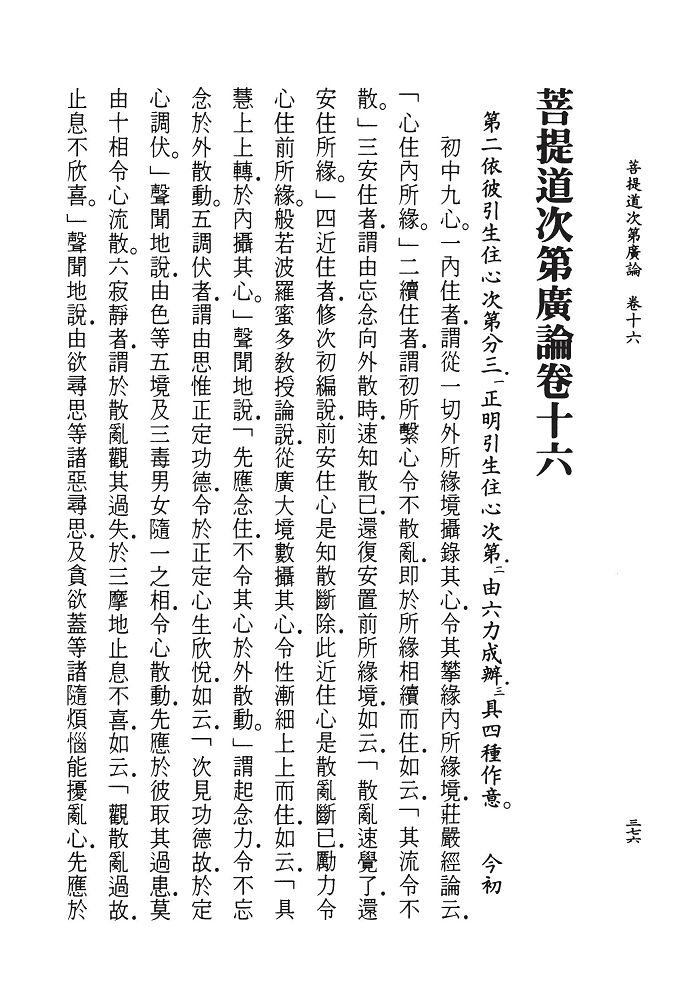 菩提道次第廣論　卷十六
三七六
菩提道次第廣論卷十六
第二依彼引生住心次第分三．一正明引生住心次第．二由六力成辦．三具四種作意。　今初
初中九心。一內住者．謂從一切外所緣境攝錄其心．令其攀緣內所緣境．莊嚴經論云．
「心住內所緣。」二續住者．謂初所繫心令不散亂．即於所緣相續而住．如云．「其流令不
散。」三安住者．謂由忘念向外散時．速知散已．還復安置前所緣境．如云．「散亂速覺了．還
安住所緣。」四近住者．修次初編說．前安住心是知散斷除．此近住心是散亂斷已．勵力令
心住前所緣。般若波羅蜜多教授論說．從廣大境數攝其心．令性漸細上上而住．如云．「具
慧上上轉．於內攝其心。」聲聞地說．「先應念住．不令其心於外散動。」謂起念力．令不忘
念於外散動。五調伏者．謂由思惟正定功德．令於正定心生欣悅．如云．「次見功德故．於定
心調伏。」聲聞地說．由色等五境及三毒男女隨一之相．令心散動．先應於彼取其過患．莫
由十相令心流散。六寂靜者．謂於散亂觀其過失．於三摩地止息不喜．如云．「觀散亂過故．
止息不欣喜。」聲聞地說．由欲尋思等諸惡尋思．及貪欲蓋等諸隨煩惱能擾亂心．先應於